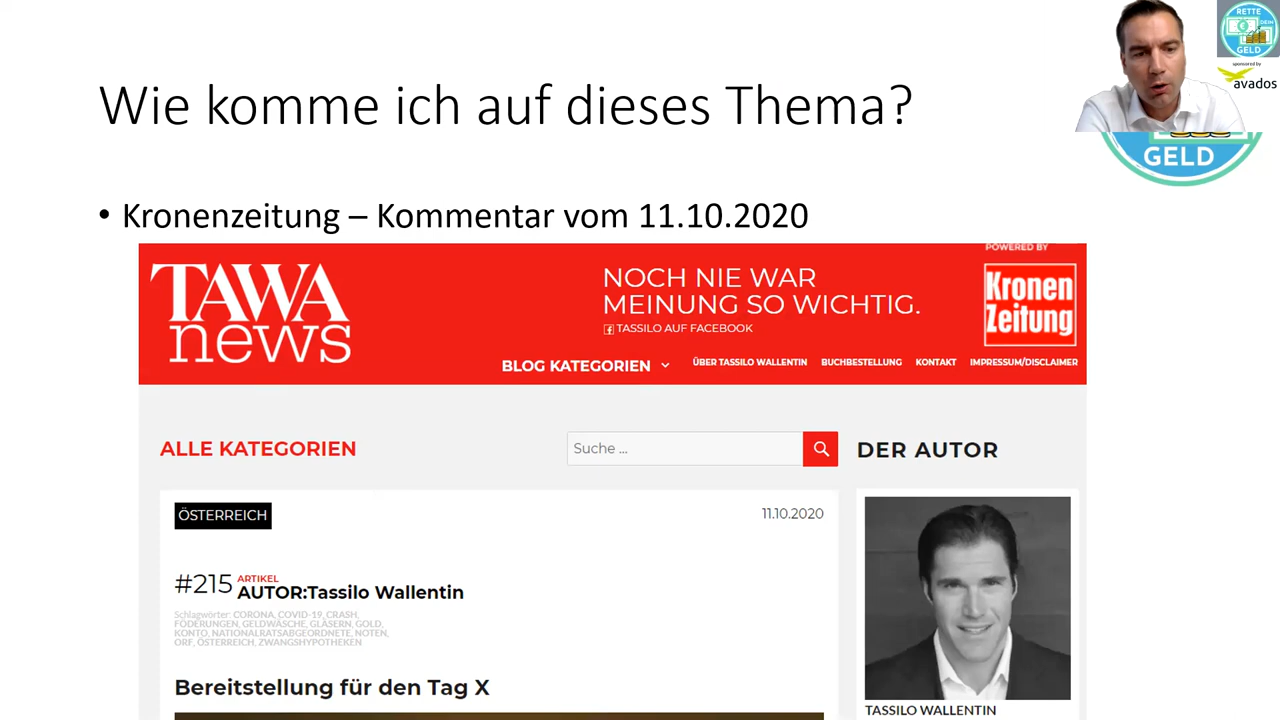 RETTE
DEIN
GELD
sponsored by
avados
Wie komme ich auf dieses Thema?
GELD
• Kronenzeitung – Kommentar vom 11.10.2020
TAWA
news
NOCH NIE WAR
MEINUNG SO WICHTIG.
TASSILO AUF FACEBOOK
POWERED BY
Kronen
Zeitung
BLOG KATEGORIEN
ÜBER TASSILO WALLENTIN
BUCHBESTELLUNG
KONTAKT
IMPRESSUM/DISCLAIMER
ALLE KATEGORIEN
Suche ...
DER AUTOR
ÖSTERREICH
11.10.2020
#215
ARTIKEL
AUTOR:Tassilo Wallentin
Schlagwörter: CORONA, COVID-19, CRASH,
FÖDERUNGEN, GELDWÄSCHE, GLÄSERN, GOLD,
KONTO, NATIONALRATSABGEORDNETE, NOTEN,
ORF, ÖSTERREICH, ZWANGSHYPOTHEKEN
Bereitstellung für den Tag X
TASSILO WALLENTIN